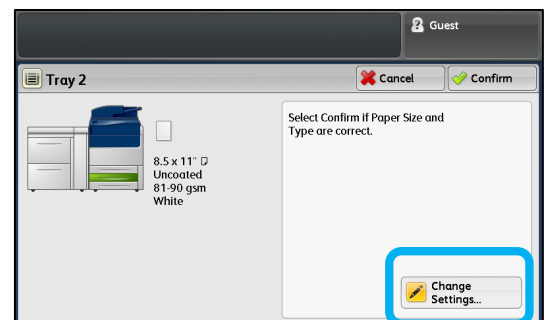 Guest
Tray 2
Cancel
Confirm
Select Confirm if Paper Size and
Type are correct.
8.5 x 11"
Uncoated
81-90 gsm
White
Change
Settings...